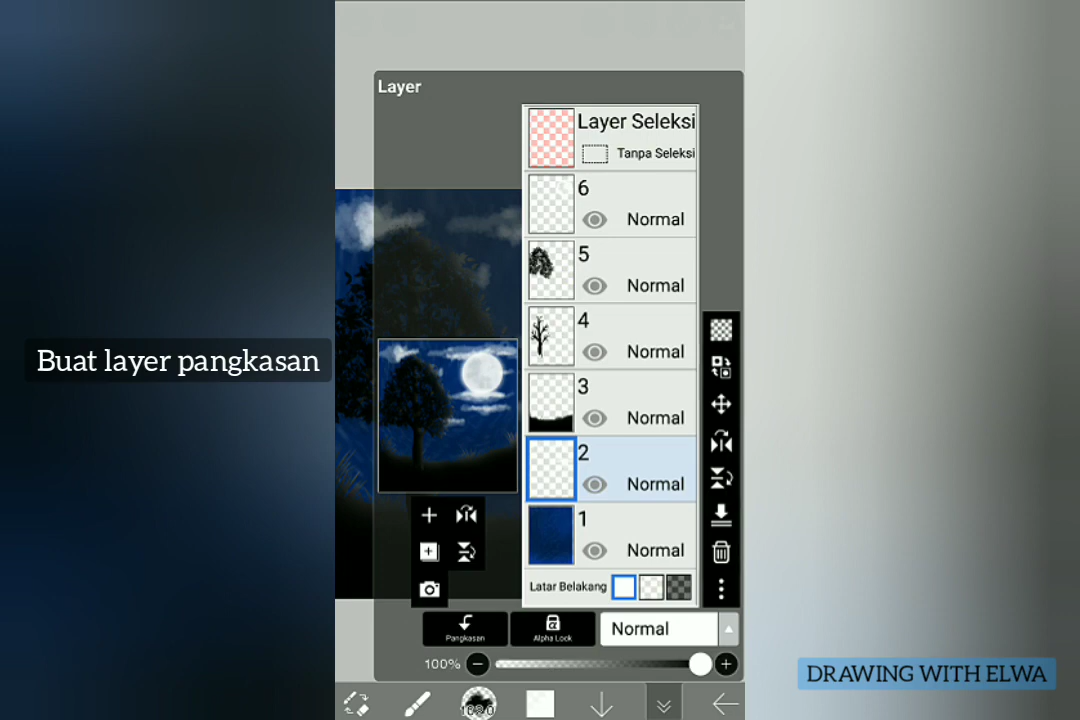 Layer
Layer Seleksi
Tanpa Seleksi
6
Normal
5
Normal
4
Normal
3
Normal
2
Normal
1
Normal
Latar Belakang
Buat layer pangkasan
Pangkasan
Alpha Lock
Normal
100%
DRAWING WITH ELWA